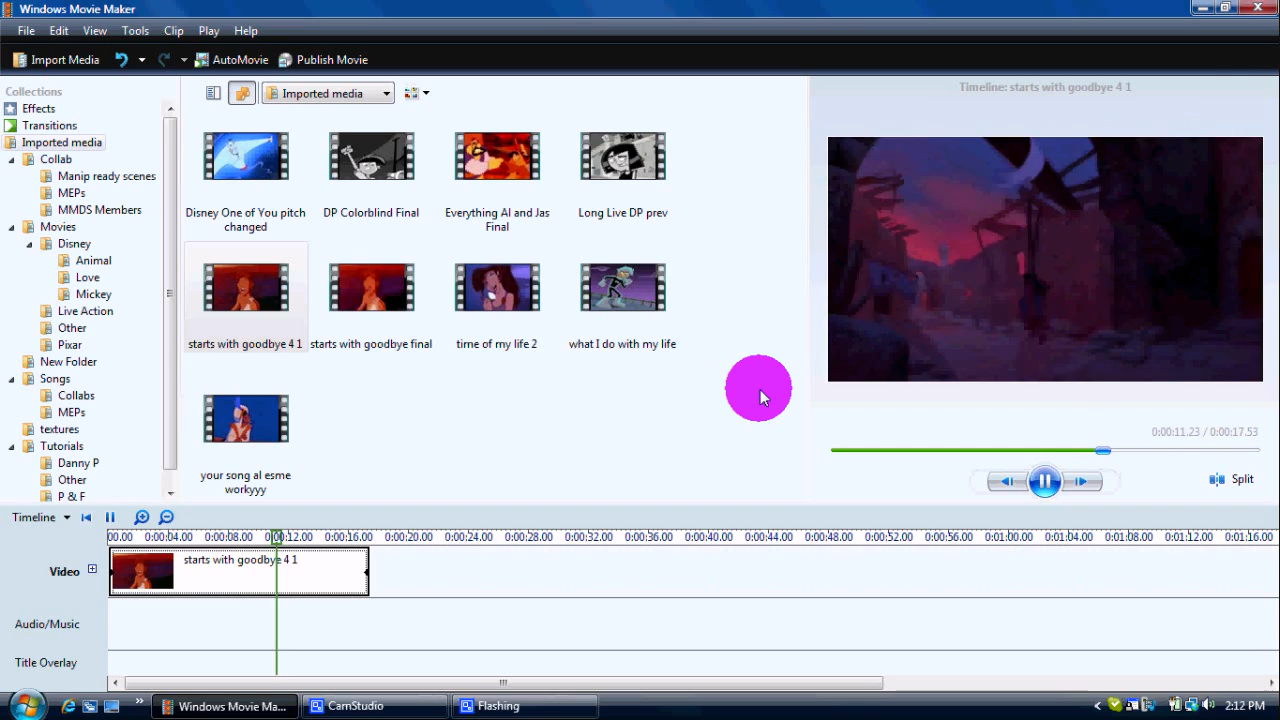 Windows Movie Maker
File Edit View Tools Clip Play Help
Import Media AutoMovie Publish Movie
Collections
Effects
Transitions
Imported media
Collab
Manip ready scenes
MEPs
MMDS Members
Movies
Disney
Animal
Love
Mickey
Live Action
Other
Pixar
New Folder
Songs
Collabs
MEPs
textures
Tutorials
Danny P
Other
P & F
Imported media
Disney One of You pitch
changed
DP Colorblind Final
Everything Al and Jas
Final
Long Live DP prev
starts with goodbye 4 1
starts with goodbye final
time of my life 2
what I do with my life
your song al esme
workyyy
Timeline: starts with goodbye 4 1
0:00:11.23 / 0:00:17.53
Split
Timeline
00.00 0:00:04.00 0:00:08.00 0:00:12.00 0:00:16.00 0:00:20.00 0:00:24.00 0:00:28.00 0:00:32.00 0:00:36.00 0:00:40.00 0:00:44.00 0:00:48.00 0:00:52.00 0:00:56.00 0:01:00.00 0:01:04.00 0:01:08.00 0:01:12.00 0:01:16.00
Video
starts with goodbye 4 1
Audio/Music
Title Overlay
Windows Movie Ma... CamStudio Flashing 2:12 PM